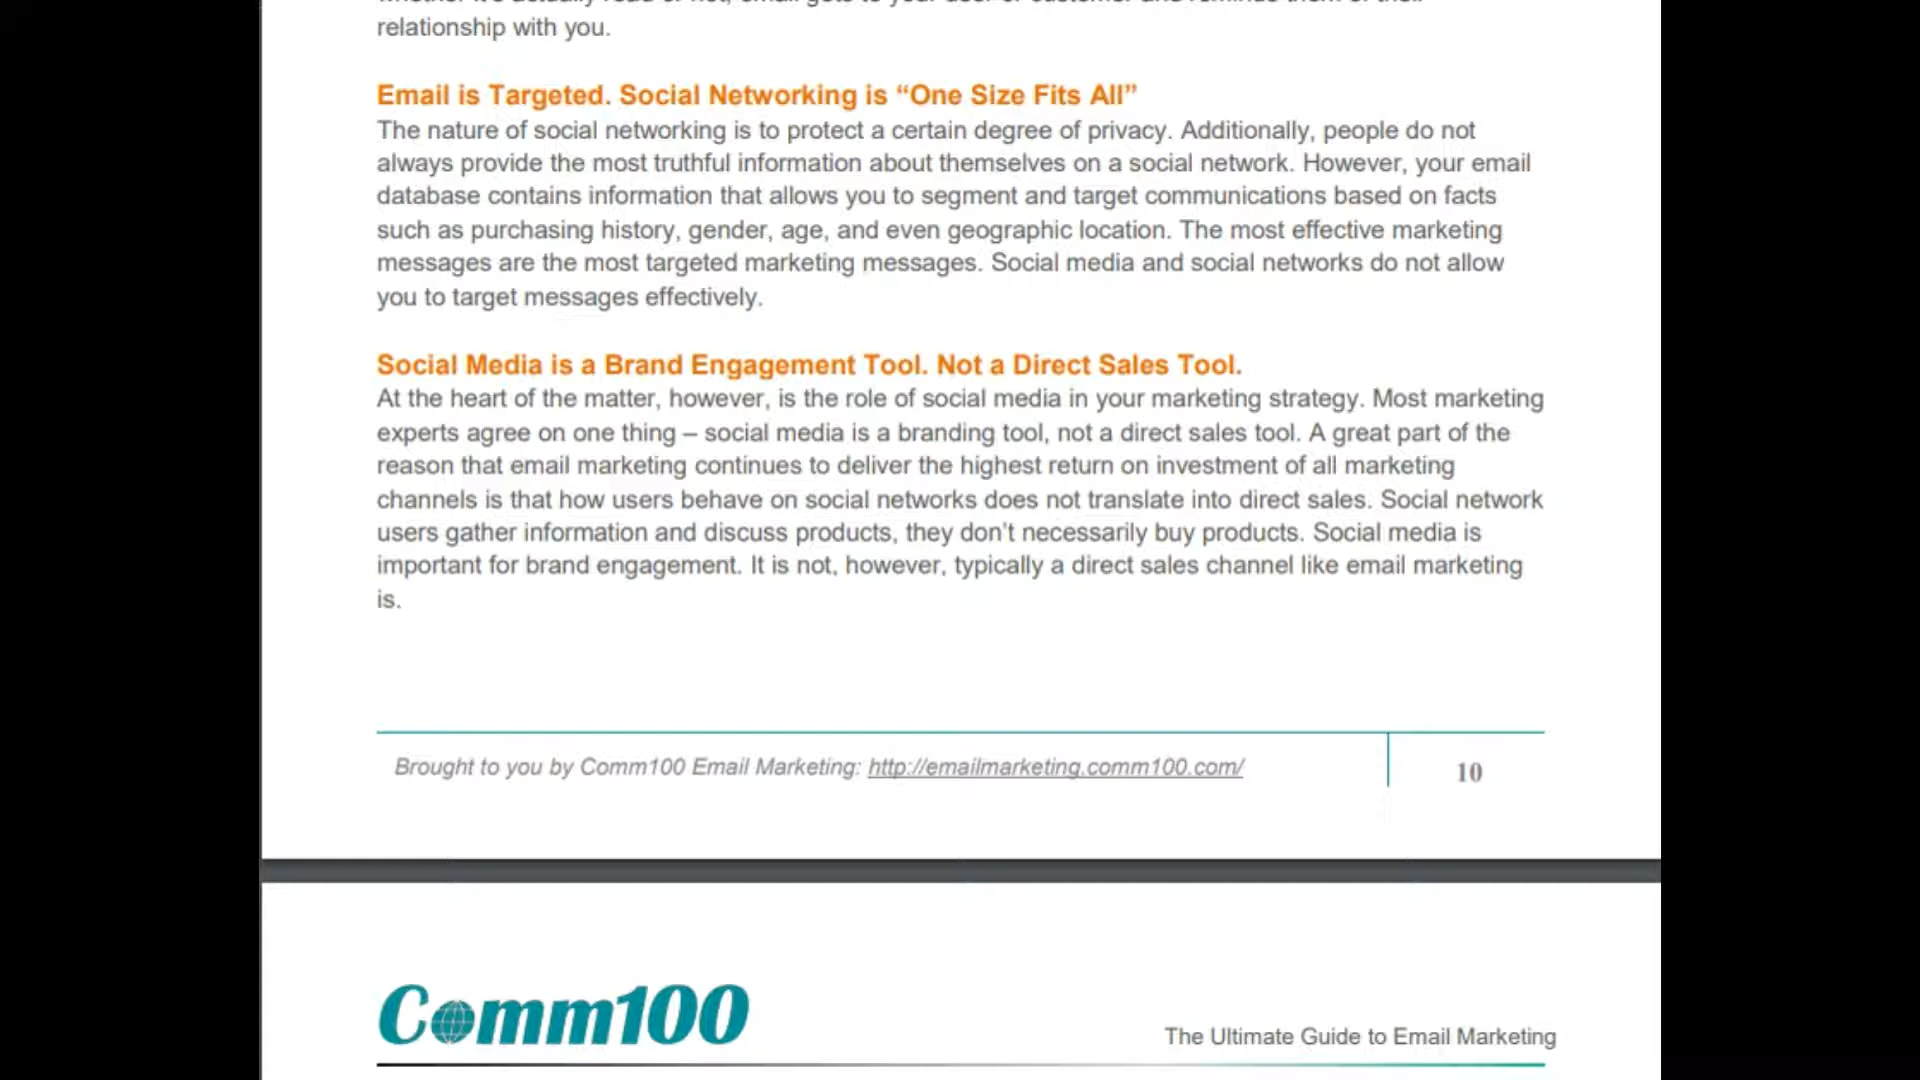 relationship with you.
Email is Targeted. Social Networking is “One Size Fits All”
The nature of social networking is to protect a certain degree of privacy. Additionally, people do not
always provide the most truthful information about themselves on a social network. However, your email
database contains information that allows you to segment and target communications based on facts
such as purchasing history, gender, age, and even geographic location. The most effective marketing
messages are the most targeted marketing messages. Social media and social networks do not allow
you to target messages effectively.
Social Media is a Brand Engagement Tool. Not a Direct Sales Tool.
At the heart of the matter, however, is the role of social media in your marketing strategy. Most marketing
experts agree on one thing – social media is a branding tool, not a direct sales tool. A great part of the
reason that email marketing continues to deliver the highest return on investment of all marketing
channels is that how users behave on social networks does not translate into direct sales. Social network
users gather information and discuss products, they don’t necessarily buy products. Social media is
important for brand engagement. It is not, however, typically a direct sales channel like email marketing
is.
Brought to you by Comm100 Email Marketing: http://emailmarketing.comm100.com/
10
Comm100
The Ultimate Guide to Email Marketing